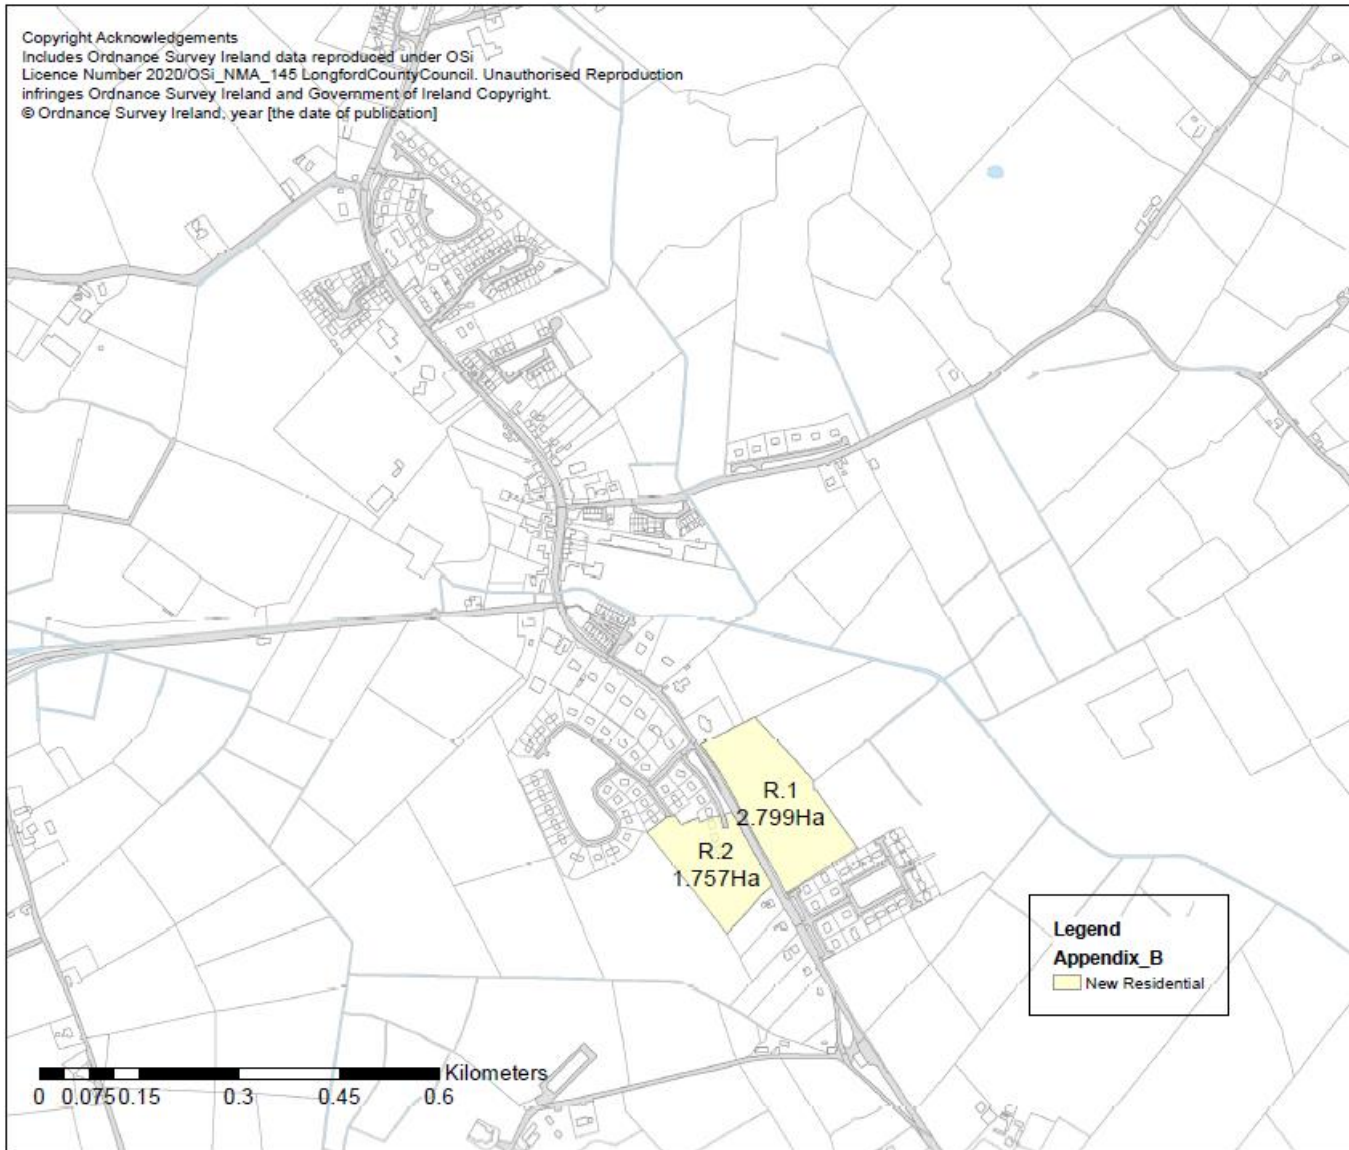 Copyright Acknowledgements
Includes Ordnance Survey Ireland data reproduced under OSi
Licence Number 2020/OSi_NMA_145 LongfordCountyCouncil. Unauthorised Reproduction
infringes Ordnance Survey Ireland and Government of Ireland Copyright.
© Ordnance Survey Ireland, year [the date of publication]
R.1
2.799Ha
R.2
1.757Ha
Legend
Appendix_B
New Residential
Kilometers
0 0.075 0.15 0.3 0.45 0.6